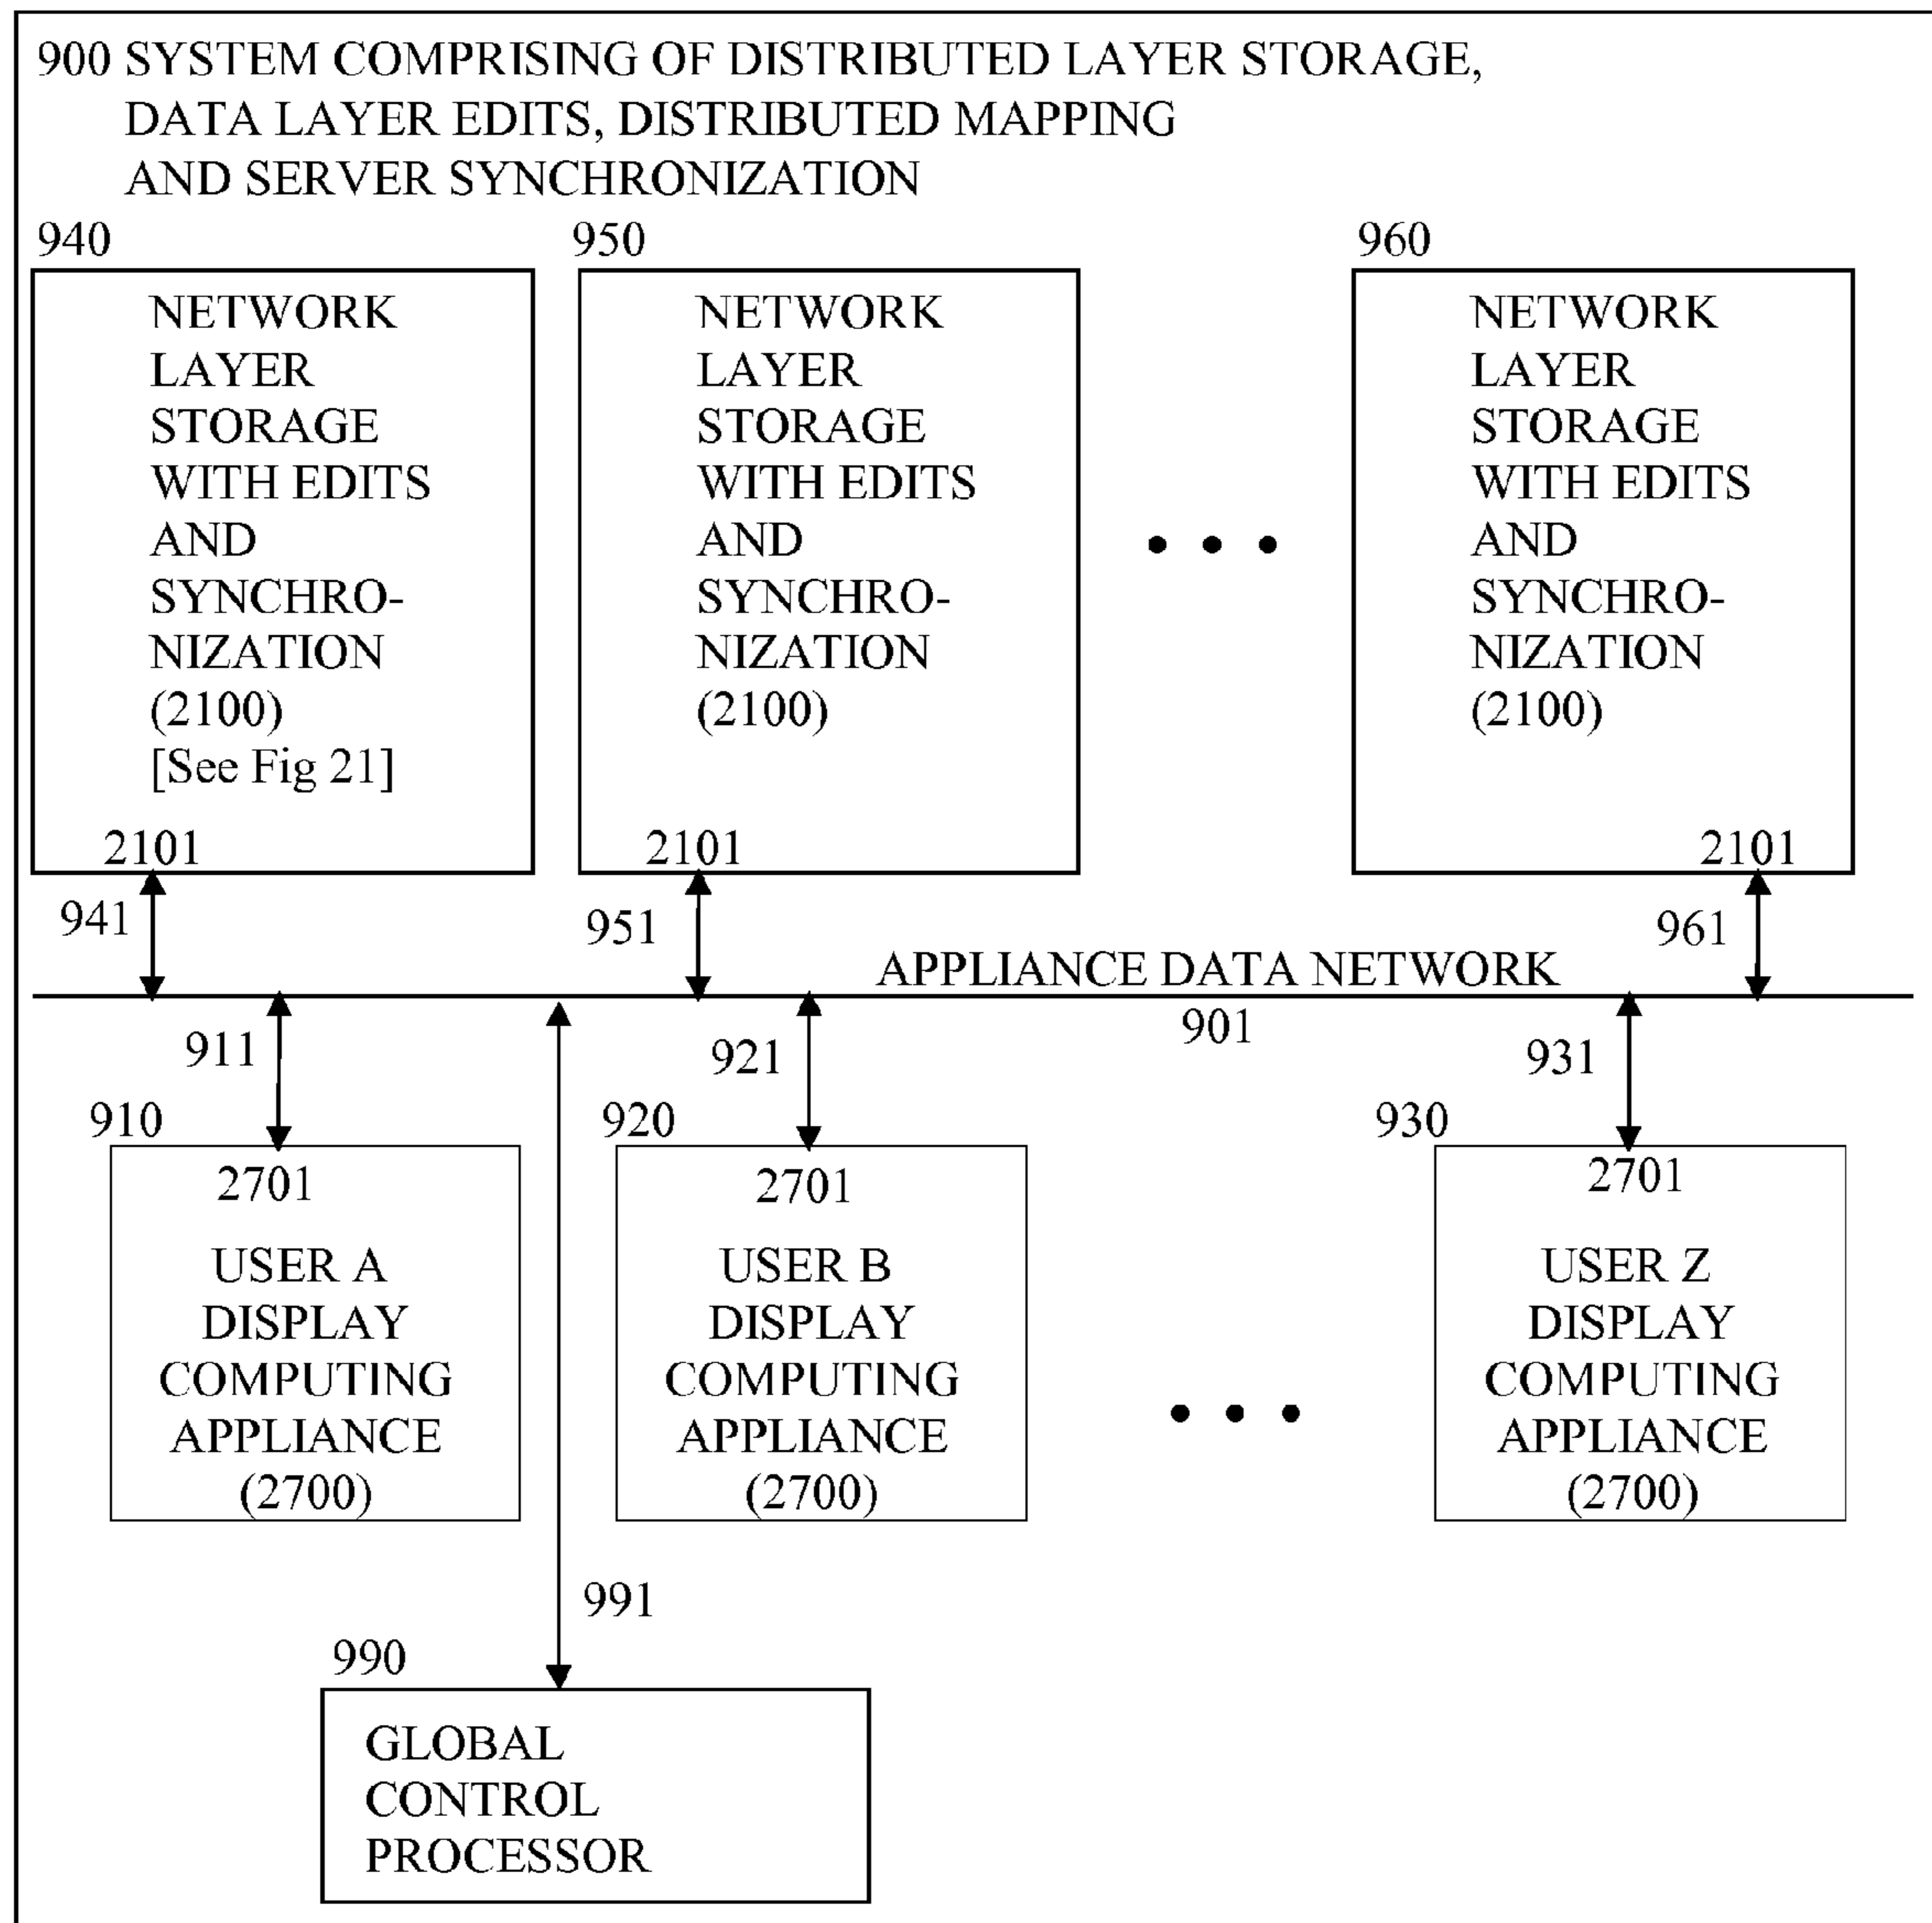 900 SYSTEM COMPRISING OF DISTRIBUTED LAYER STORAGE,
DATA LAYER EDITS, DISTRIBUTED MAPPING
AND SERVER SYNCHRONIZATION
940
NETWORK
LAYER
STORAGE
WITH EDITS
AND
SYNCHRO-
NIZATION
(2100)
[See Fig 21]
2101
950
NETWORK
LAYER
STORAGE
WITH EDITS
AND
SYNCHRO-
NIZATION
(2100)
2101
• • •
960
NETWORK
LAYER
STORAGE
WITH EDITS
AND
SYNCHRO-
NIZATION
(2100)
2101
941
951
961
APPLIANCE DATA NETWORK
901
911
921
931
910
2701
USER A
DISPLAY
COMPUTING
APPLIANCE
(2700)
920
2701
USER B
DISPLAY
COMPUTING
APPLIANCE
(2700)
• • •
930
2701
USER Z
DISPLAY
COMPUTING
APPLIANCE
(2700)
991
990
GLOBAL
CONTROL
PROCESSOR